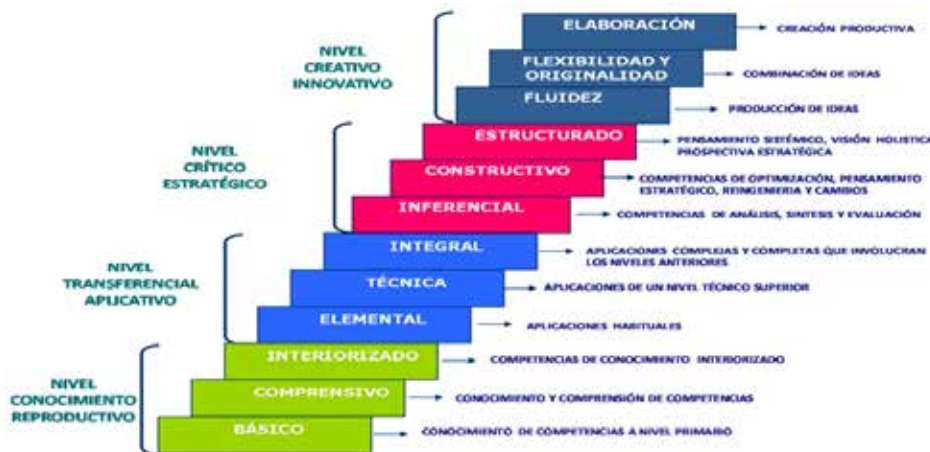 ELABORACIÓN
CREACIÓN PRODUCTIVA
NIVEL
CREATIVO
INNOVATIVO
FLEXIBILIDAD Y
ORIGINALIDAD
COMBINACIÓN DE IDEAS
FLUIDEZ
PRODUCCIÓN DE IDEAS
NIVEL
CRÍTICO
ESTRATÉGICO
ESTRUCTURADO
PENSAMIENTO SISTÉMICO, VISIÓN HOLISTICA
PROSPECTIVA ESTRATÉGICA
CONSTRUCTIVO
COMPETENCIAS DE OPTIMIZACIÓN, PENSAMIENTO
ESTRATÉGICO, REINGENIERIA Y CAMBIOS
INFERENCIAL
COMPETENCIAS DE ANÁLISIS, SINTESIS Y EVALUACIÓN
NIVEL
TRANSFERENCIAL
APLICATIVO
INTEGRAL
APLICACIONES COMPLEJAS Y COMPLETAS QUE INVOLUCRAN
LOS NIVELES ANTERIORES
TÉCNICA
APLICACIONES DE UN NIVEL TÉCNICO SUPERIOR
ELEMENTAL
APLICACIONES HABITUALES
NIVEL
CONOCIMIENTO
REPRODUCTIVO
INTERIORIZADO
COMPETENCIAS DE CONOCIMIENTO INTERIORIZADO
COMPRENSIVO
CONOCIMIENTO Y COMPRENSIÓN DE COMPETENCIAS
BÁSICO
CONOCIMIENTO DE COMPETENCIAS A NIVEL PRIMARIO